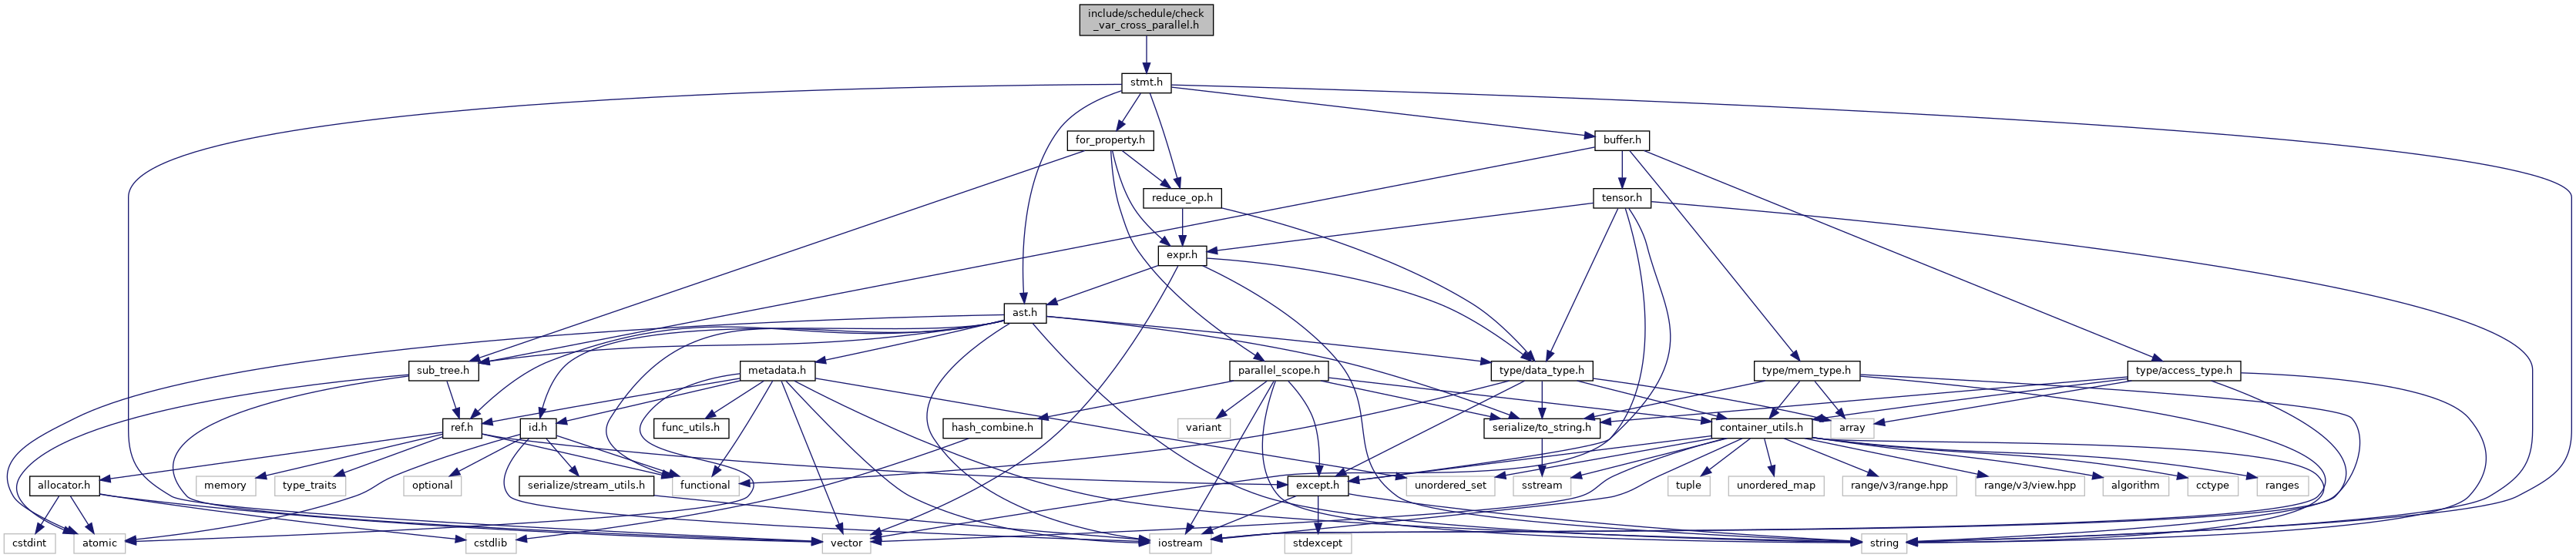 include/schedule/check
_var_cross_parallel.h
stmt.h
for_property.h
buffer.h
reduce_op.h
tensor.h
expr.h
ast.h
sub_tree.h
metadata.h
parallel_scope.h
type/data_type.h
type/mem_type.h
type/access_type.h
ref.h
id.h
func_utils.h
hash_combine.h
variant
serialize/to_string.h
container_utils.h
array
allocator.h
memory
type_traits
optional
serialize/stream_utils.h
functional
except.h
unordered_set
sstream
tuple
unordered_map
range/v3/range.hpp
range/v3/view.hpp
algorithm
cctype
ranges
cstdint
atomic
cstdlib
vector
iostream
stdexcept
string